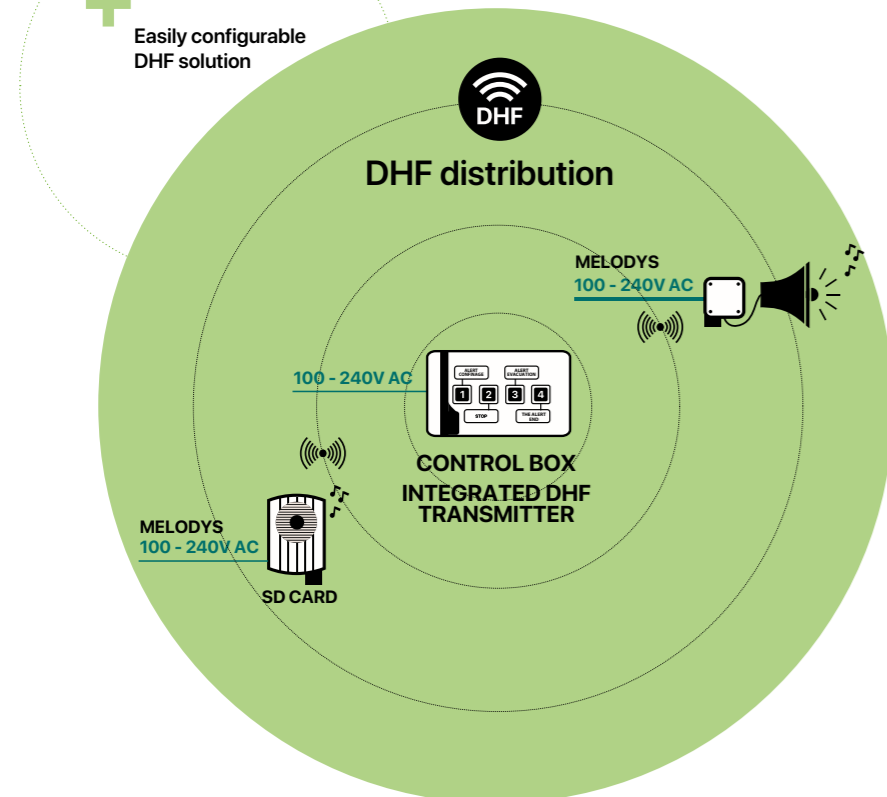 Easily configurable
DHF solution
DHF
DHF distribution
MELODYS
100 - 240V AC
100 - 240V AC
ALERT
CONFINAGE
ALERT
EVACUATION
1 2 3 4
STOP
THE ALERT
END
CONTROL BOX
INTEGRATED DHF
TRANSMITTER
MELODYS
100 - 240V AC
SD CARD